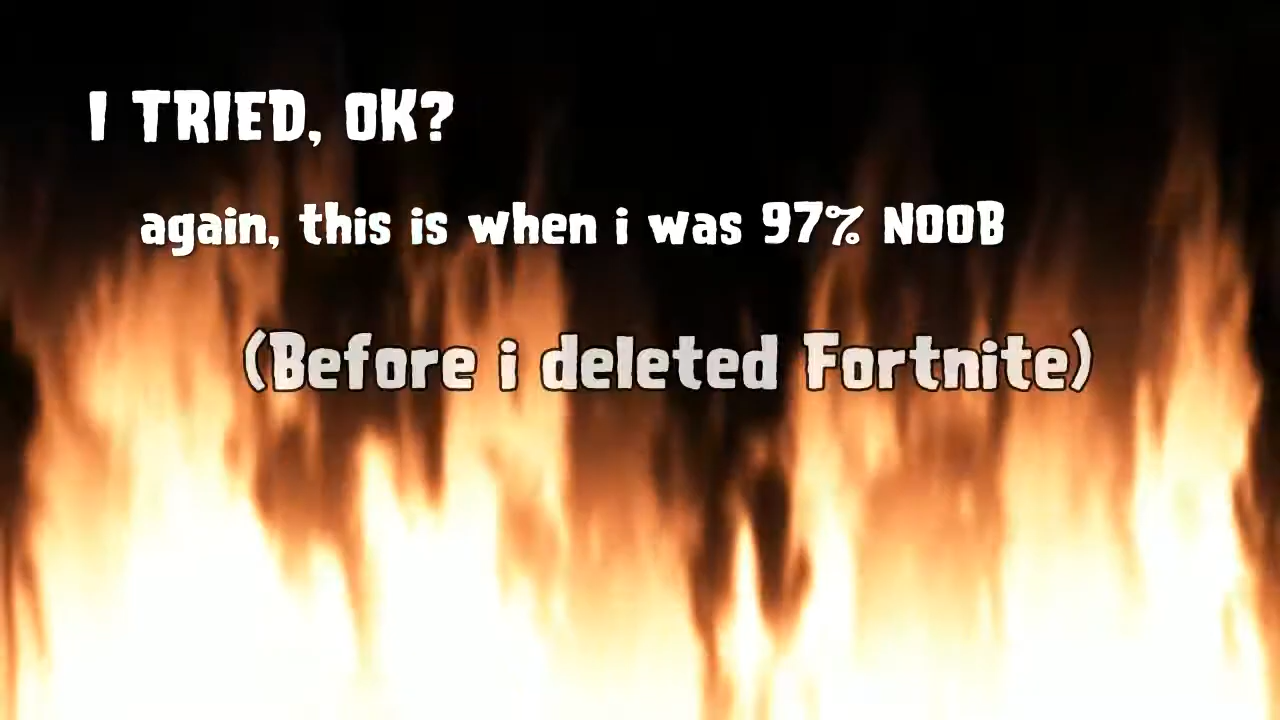 I TRIED, OK?
again, this is when i was 97% NOOB
(Before i deleted Fortnite)